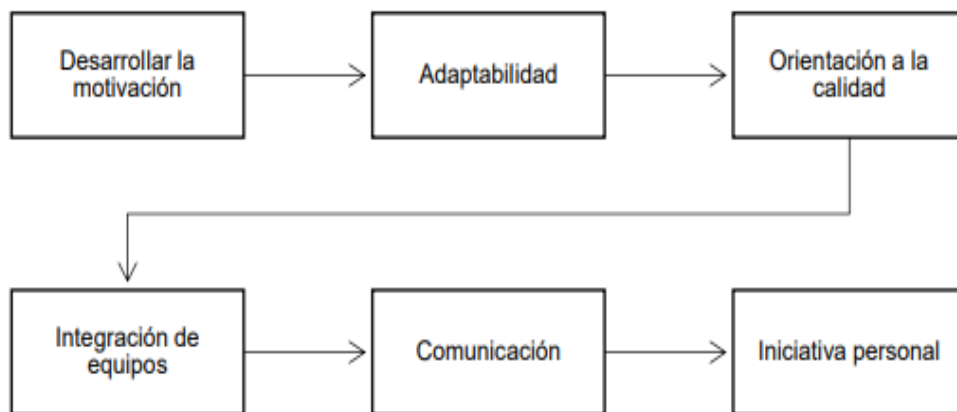 Desarrollar la
motivación
Adaptabilidad
Orientación a la
calidad
Integración de
equipos
Comunicación
Iniciativa personal